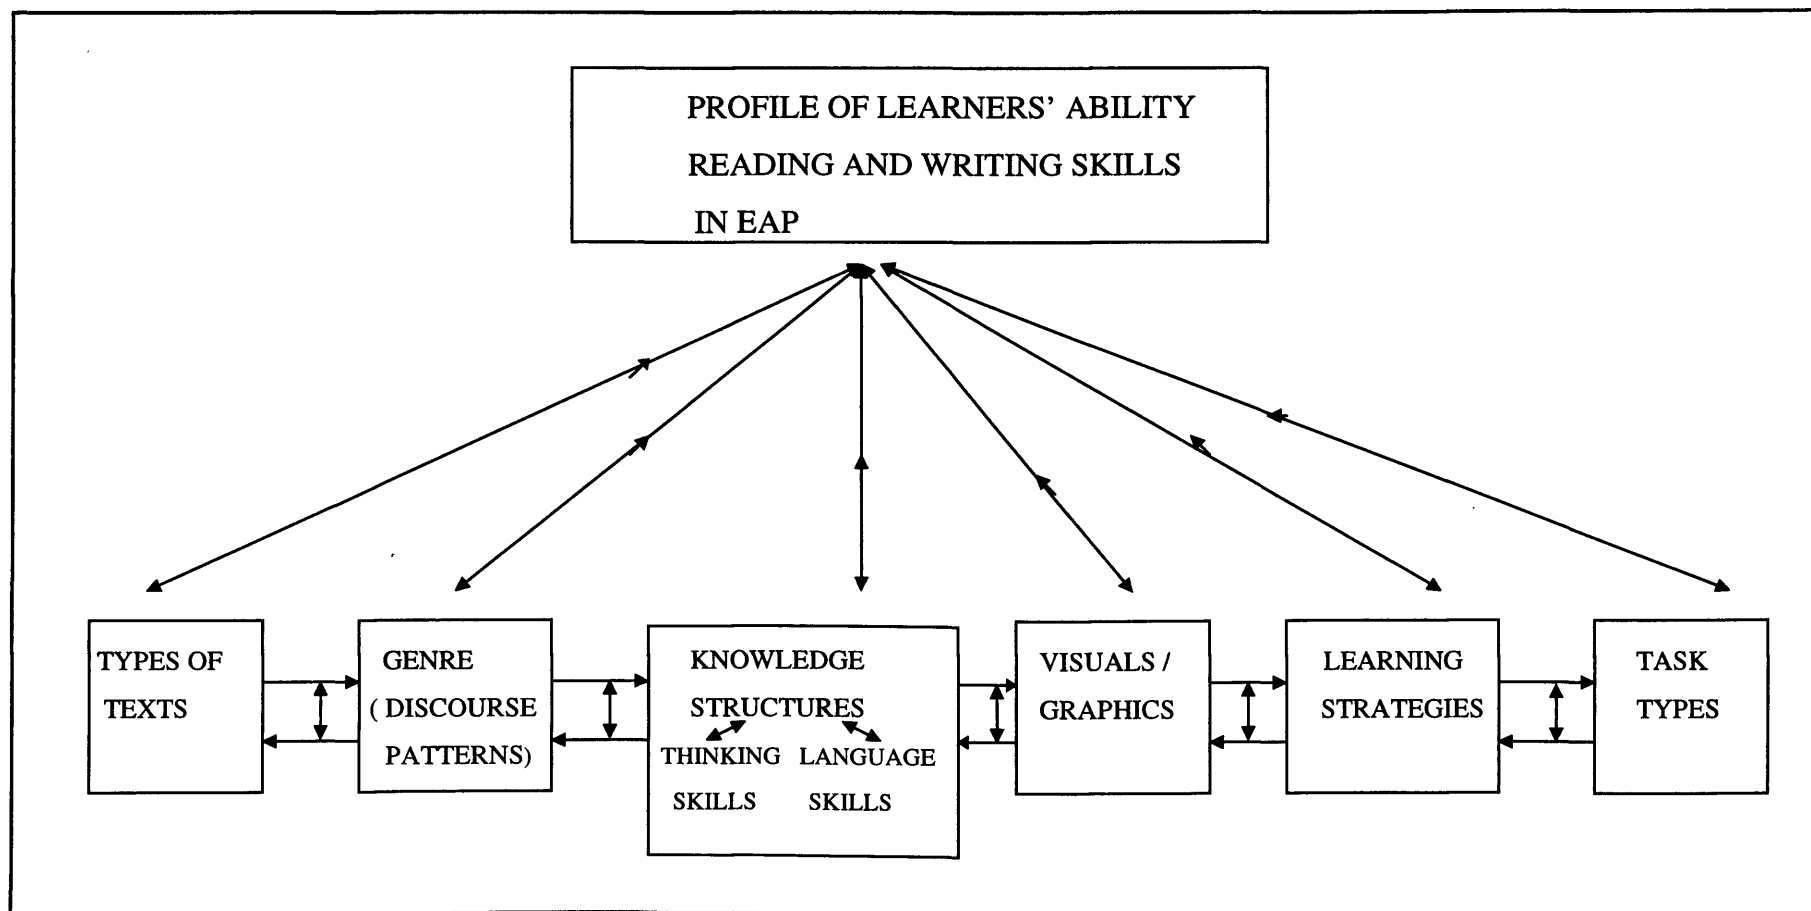 PROFILE OF LEARNERS’ ABILITY
READING AND WRITING SKILLS
IN EAP
TYPES OF
TEXTS
GENRE
( DISCOURSE
PATTERNS)
KNOWLEDGE
STRUCTURES
THINKING LANGUAGE
SKILLS SKILLS
VISUALS /
GRAPHICS
LEARNING
STRATEGIES
TASK
TYPES